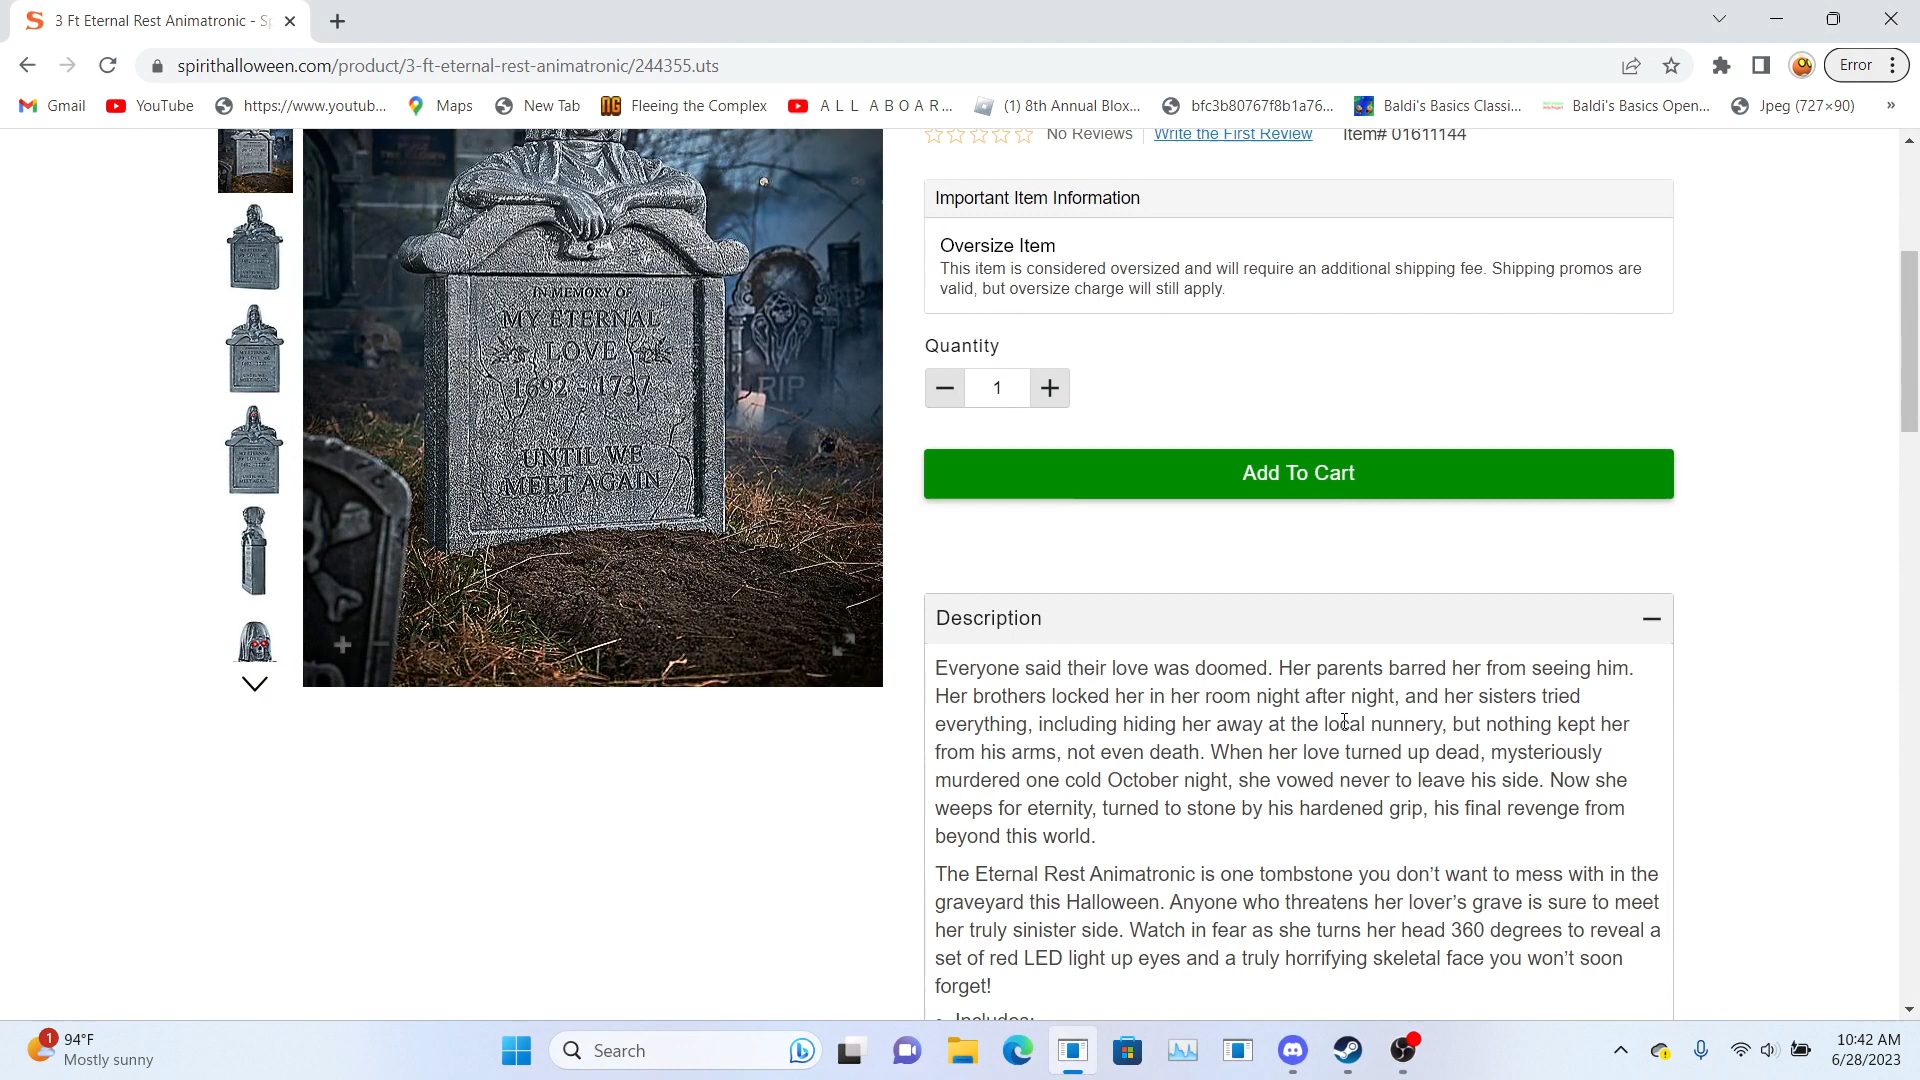 3 Ft Eternal Rest Animatronic - Sp
spirithalloween.com/product/3-ft-eternal-rest-animatronic/244355.uts
Error
Gmail
YouTube
https://www.youtub...
Maps
New Tab
Fleeing the Complex
A L L A B O A R...
(1) 8th Annual Blox...
bfc3b80767f8b1a76...
Baldi's Basics Classi...
Baldi's Basics Open...
Jpeg (727×90)
»
No Reviews
Write the First Review
Item# 01611144
Important Item Information
Oversize Item
This item is considered oversized and will require an additional shipping fee. Shipping promos are
valid, but oversize charge will still apply.
Quantity
1
Add To Cart
IN MEMORY OF
MY ETERNAL
LOVE
1692 - 1737
UNTIL WE
MEET AGAIN
RIP
Description
Everyone said their love was doomed. Her parents barred her from seeing him.
Her brothers locked her in her room night after night, and her sisters tried
everything, including hiding her away at the local nunnery, but nothing kept her
from his arms, not even death. When her love turned up dead, mysteriously
murdered one cold October night, she vowed never to leave his side. Now she
weeps for eternity, turned to stone by his hardened grip, his final revenge from
beyond this world.
The Eternal Rest Animatronic is one tombstone you don’t want to mess with in the
graveyard this Halloween. Anyone who threatens her lover’s grave is sure to meet
her truly sinister side. Watch in fear as she turns her head 360 degrees to reveal a
set of red LED light up eyes and a truly horrifying skeletal face you won’t soon
forget!
Includes:
1
94°F
Mostly sunny
Search
10:42 AM
6/28/2023